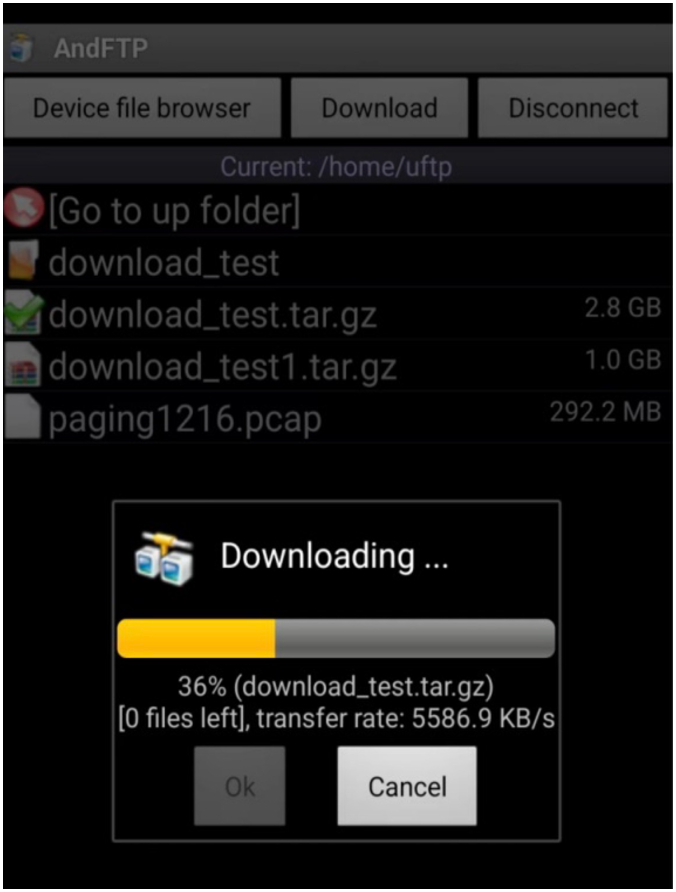 AndFTP
Device file browser Download Disconnect
Current: /home/uftp
[Go to up folder]
download_test
download_test.tar.gz 2.8 GB
download_test1.tar.gz 1.0 GB
paging1216.pcap 292.2 MB
Downloading ...
36% (download_test.tar.gz)
[0 files left], transfer rate: 5586.9 KB/s
Ok Cancel